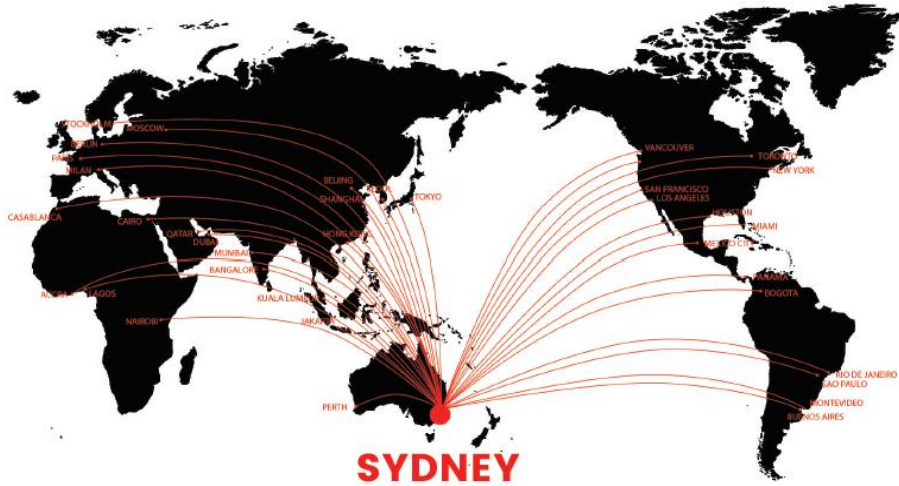 STOCKHOLM
MOSCOW
BERLIN
PARIS
MILAN
CASABLANCA
CAIRO
QATAR
DUBAI
MUMBAI
BANGALORE
ACCRA
LAGOS
NAIROBI
BEIJING
SEOUL
SHANGHAI
TOKYO
HONG KONG
KUALA LUMPUR
JAKARTA
PERTH
VANCOUVER
TORONTO
NEW YORK
SAN FRANCISCO
LOS ANGELES
HOUSTON
MIAMI
MEXICO CITY
PANAMA
BOGOTA
RIO DE JANEIRO
SAO PAULO
MONTEVIDEO
BUENOS AIRES
SYDNEY